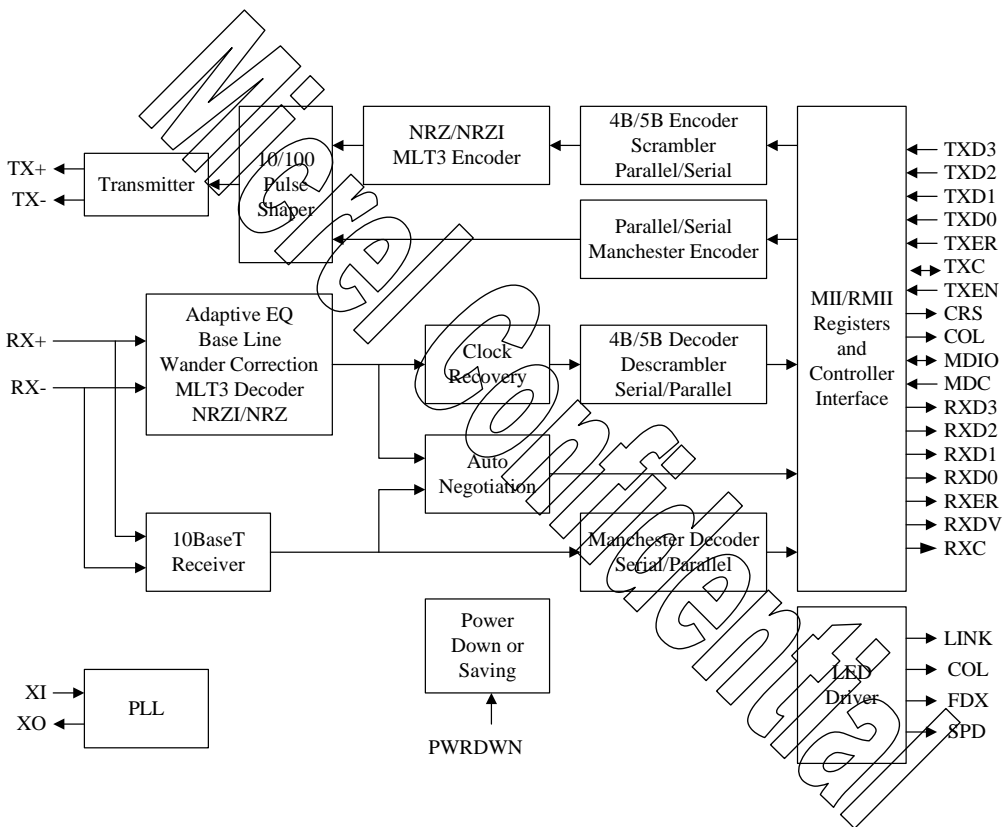 Micrel Confidential
NRZ/NRZI
MLT3 Encoder
4B/5B Encoder
Scrambler
Parallel/Serial
10/100
Pulse
Shaper
Transmitter
TX+
TX-
Parallel/Serial
Manchester Encoder
MII/RMII
Registers
and
Controller
Interface
TXD3
TXD2
TXD1
TXD0
TXER
TXC
TXEN
CRS
COL
MDIO
MDC
RXD3
RXD2
RXD1
RXD0
RXER
RXDV
RXC
RX+
RX-
Adaptive EQ
Base Line
Wander Correction
MLT3 Decoder
NRZI/NRZ
Clock
Recovery
4B/5B Decoder
Descrambler
Serial/Parallel
Auto
Negotiation
10BaseT
Receiver
Manchester Decoder
Serial/Parallel
Power
Down or
Saving
PWRDWN
LED
Driver
LINK
COL
FDX
SPD
XI
XO
PLL